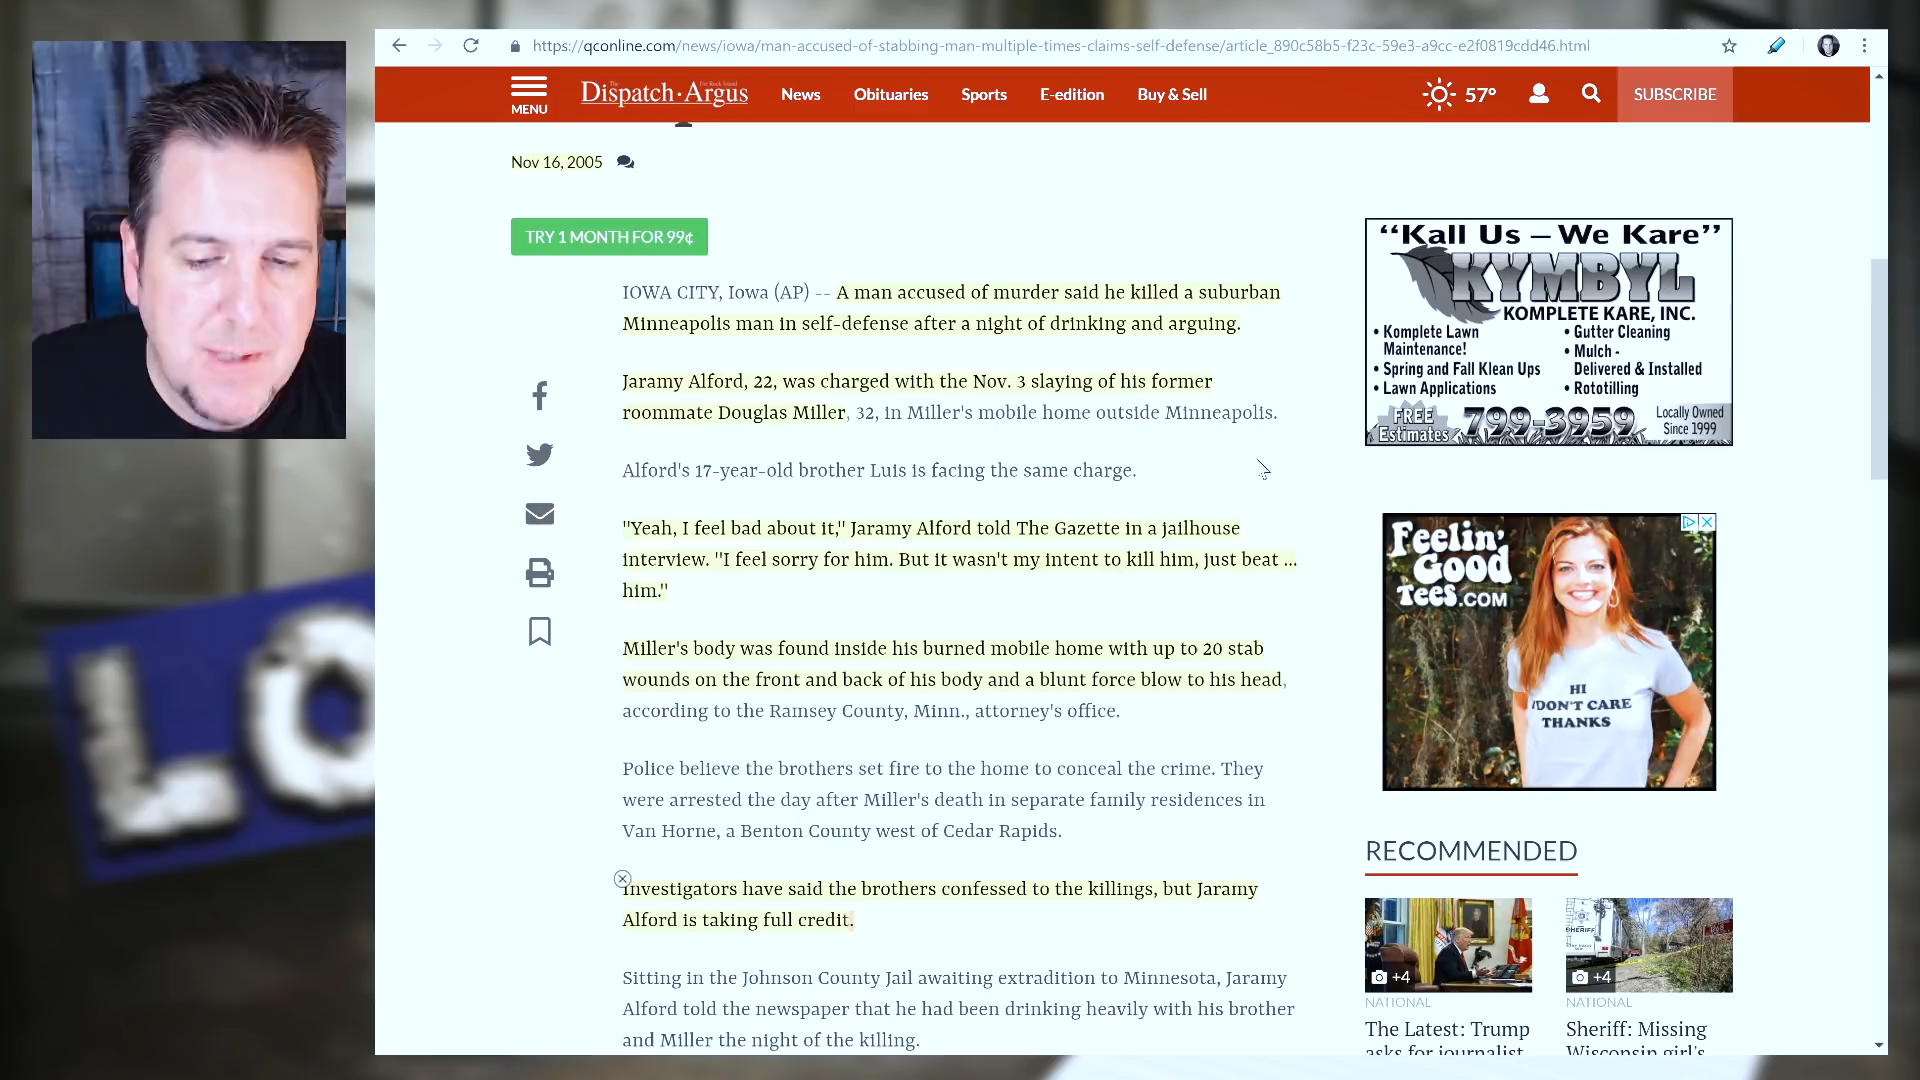 https://qconline.com/news/iowa/man-accused-of-stabbing-man-multiple-times-claims-self-defense/article_890c58b5-f23c-59e3-a9cc-e2f0819cdd46.html
MENU
Dispatch·Argus
News
Obituaries
Sports
E-edition
Buy & Sell
57°
SUBSCRIBE
Nov 16, 2005
TRY 1 MONTH FOR 99¢
IOWA CITY, Iowa (AP) -- A man accused of murder said he killed a suburban
Minneapolis man in self-defense after a night of drinking and arguing.
Jaramy Alford, 22, was charged with the Nov. 3 slaying of his former
roommate Douglas Miller, 32, in Miller's mobile home outside Minneapolis.
Alford's 17-year-old brother Luis is facing the same charge.
"Yeah, I feel bad about it," Jaramy Alford told The Gazette in a jailhouse
interview. "I feel sorry for him. But it wasn't my intent to kill him, just beat ...
him."
Miller's body was found inside his burned mobile home with up to 20 stab
wounds on the front and back of his body and a blunt force blow to his head,
according to the Ramsey County, Minn., attorney's office.
Police believe the brothers set fire to the home to conceal the crime. They
were arrested the day after Miller's death in separate family residences in
Van Horne, a Benton County west of Cedar Rapids.
Investigators have said the brothers confessed to the killings, but Jaramy
Alford is taking full credit.
Sitting in the Johnson County Jail awaiting extradition to Minnesota, Jaramy
Alford told the newspaper that he had been drinking heavily with his brother
and Miller the night of the killing.
“Kall Us – We Kare”
KYMBYL
KOMPLETE KARE, INC.
• Komplete Lawn
Maintenance!
• Spring and Fall Klean Ups
• Lawn Applications
• Gutter Cleaning
• Mulch -
Delivered & Installed
• Rototilling
FREE
Estimates
799-3959
Locally Owned
Since 1999
Feelin'
Good
Tees.COM
HI
I DON'T CARE
THANKS
RECOMMENDED
+4
NATIONAL
The Latest: Trump
asks for journalist
SHERIFF
+4
NATIONAL
Sheriff: Missing
Wisconsin girl's
LO